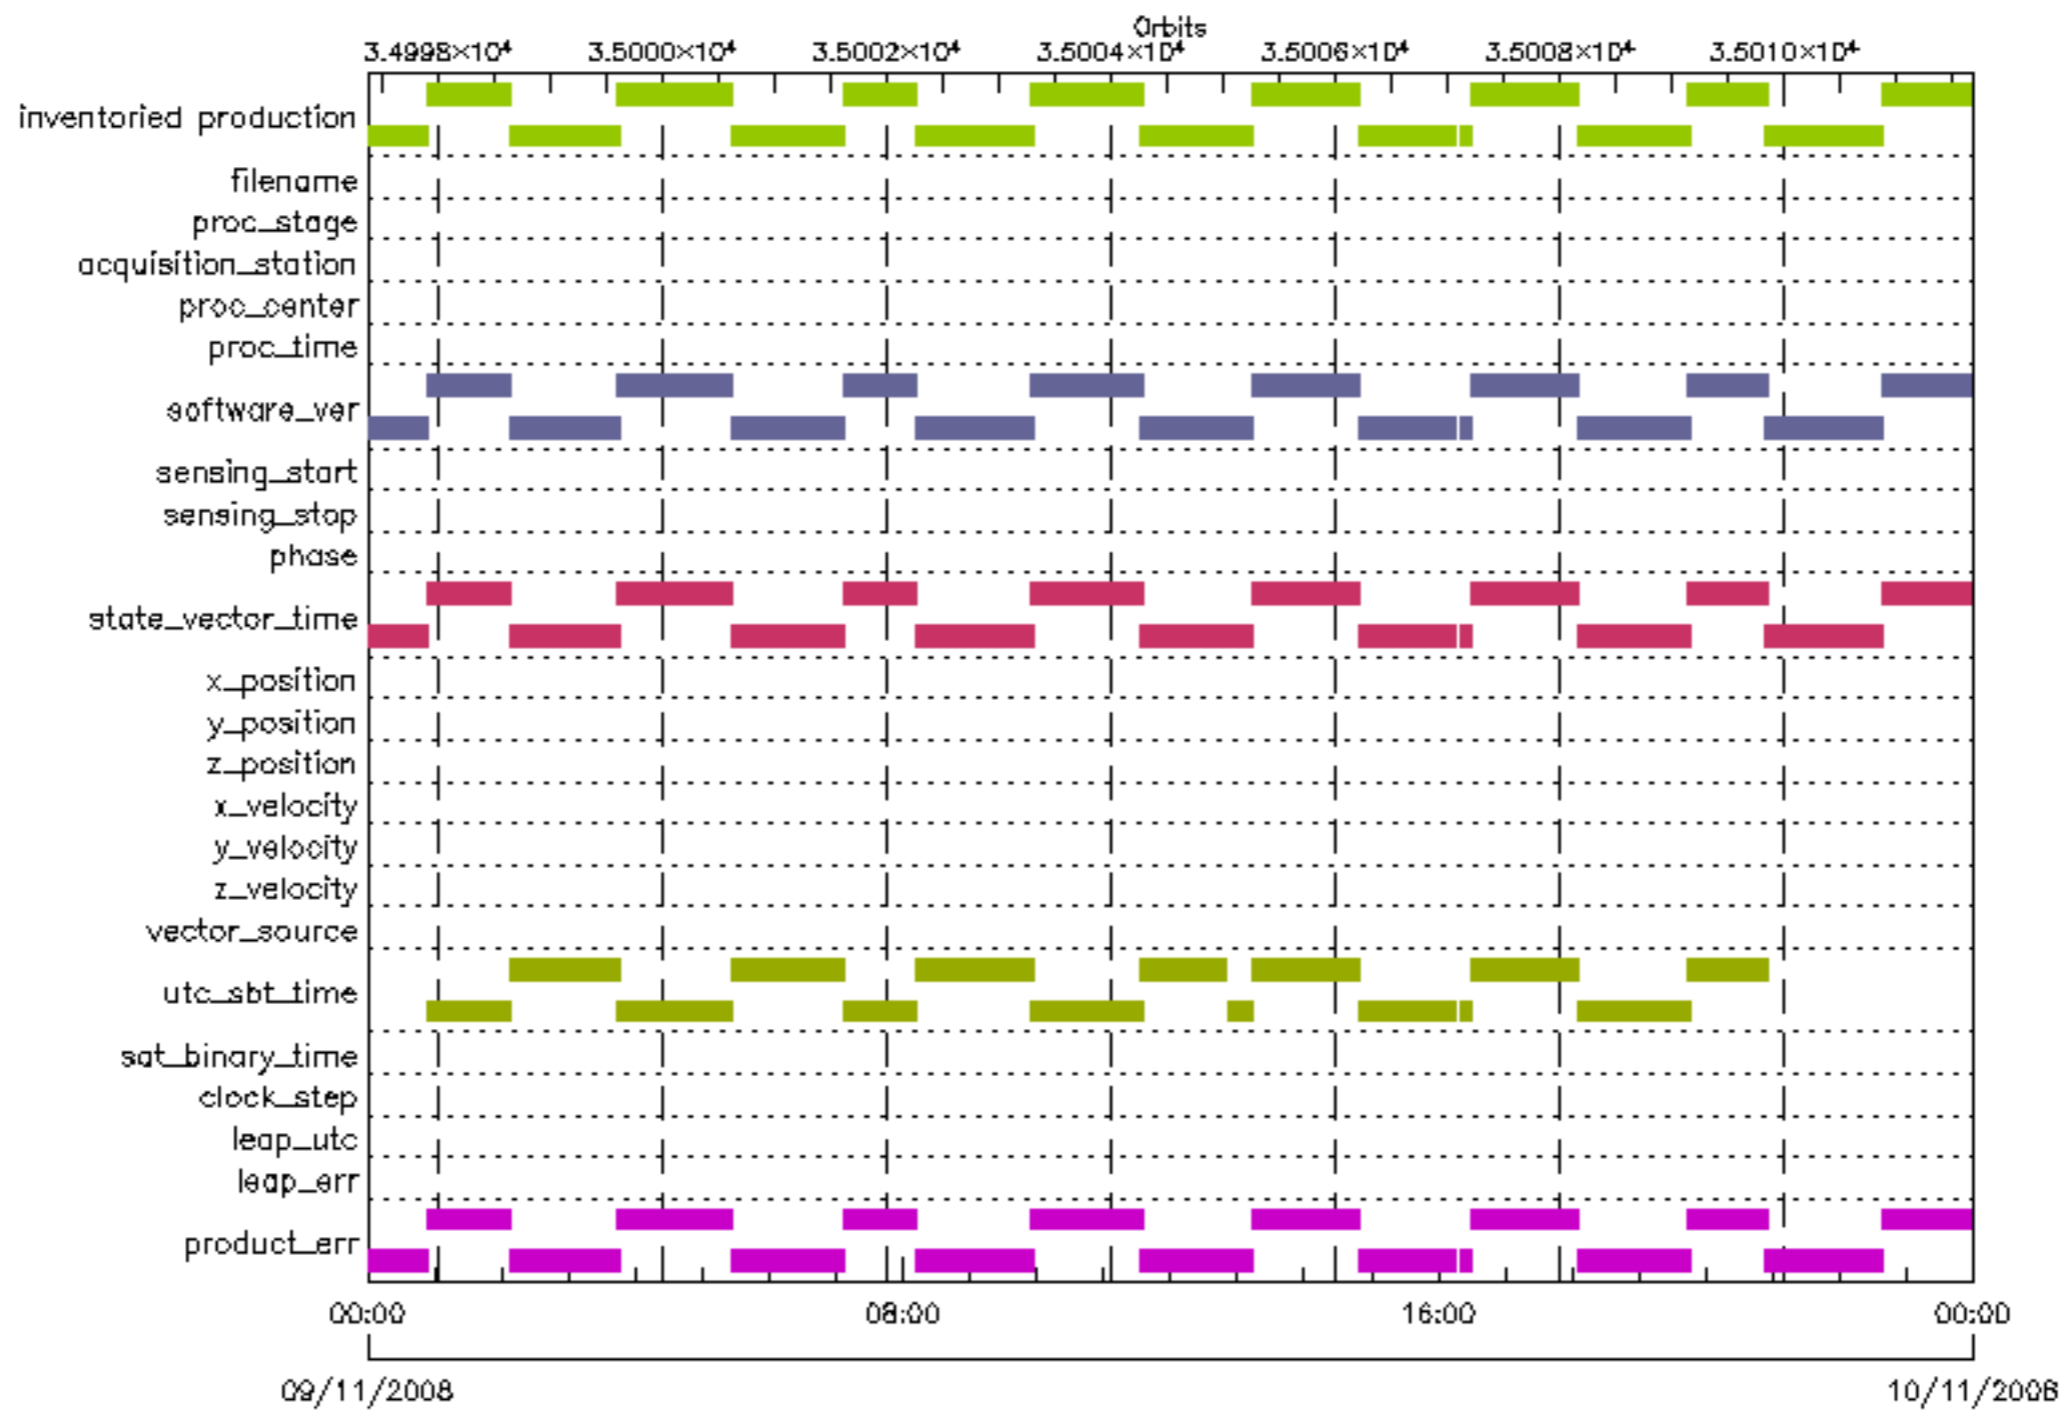 Orbits
3.4998×10⁴ 3.5000×10⁴ 3.5002×10⁴ 3.5004×10⁴ 3.5006×10⁴ 3.5008×10⁴ 3.5010×10⁴
inventoried production
filename
proc_stage
acquisition_station
proc_center
proc_time
software_ver
sensing_start
sensing_stop
phase
state_vector_time
x_position
y_position
z_position
x_velocity
y_velocity
z_velocity
vector_source
utc_sbt_time
sat_binary_time
clock_step
leap_utc
leap_err
product_err
00:00 08:00 16:00 00:00
09/11/2008 10/11/2008